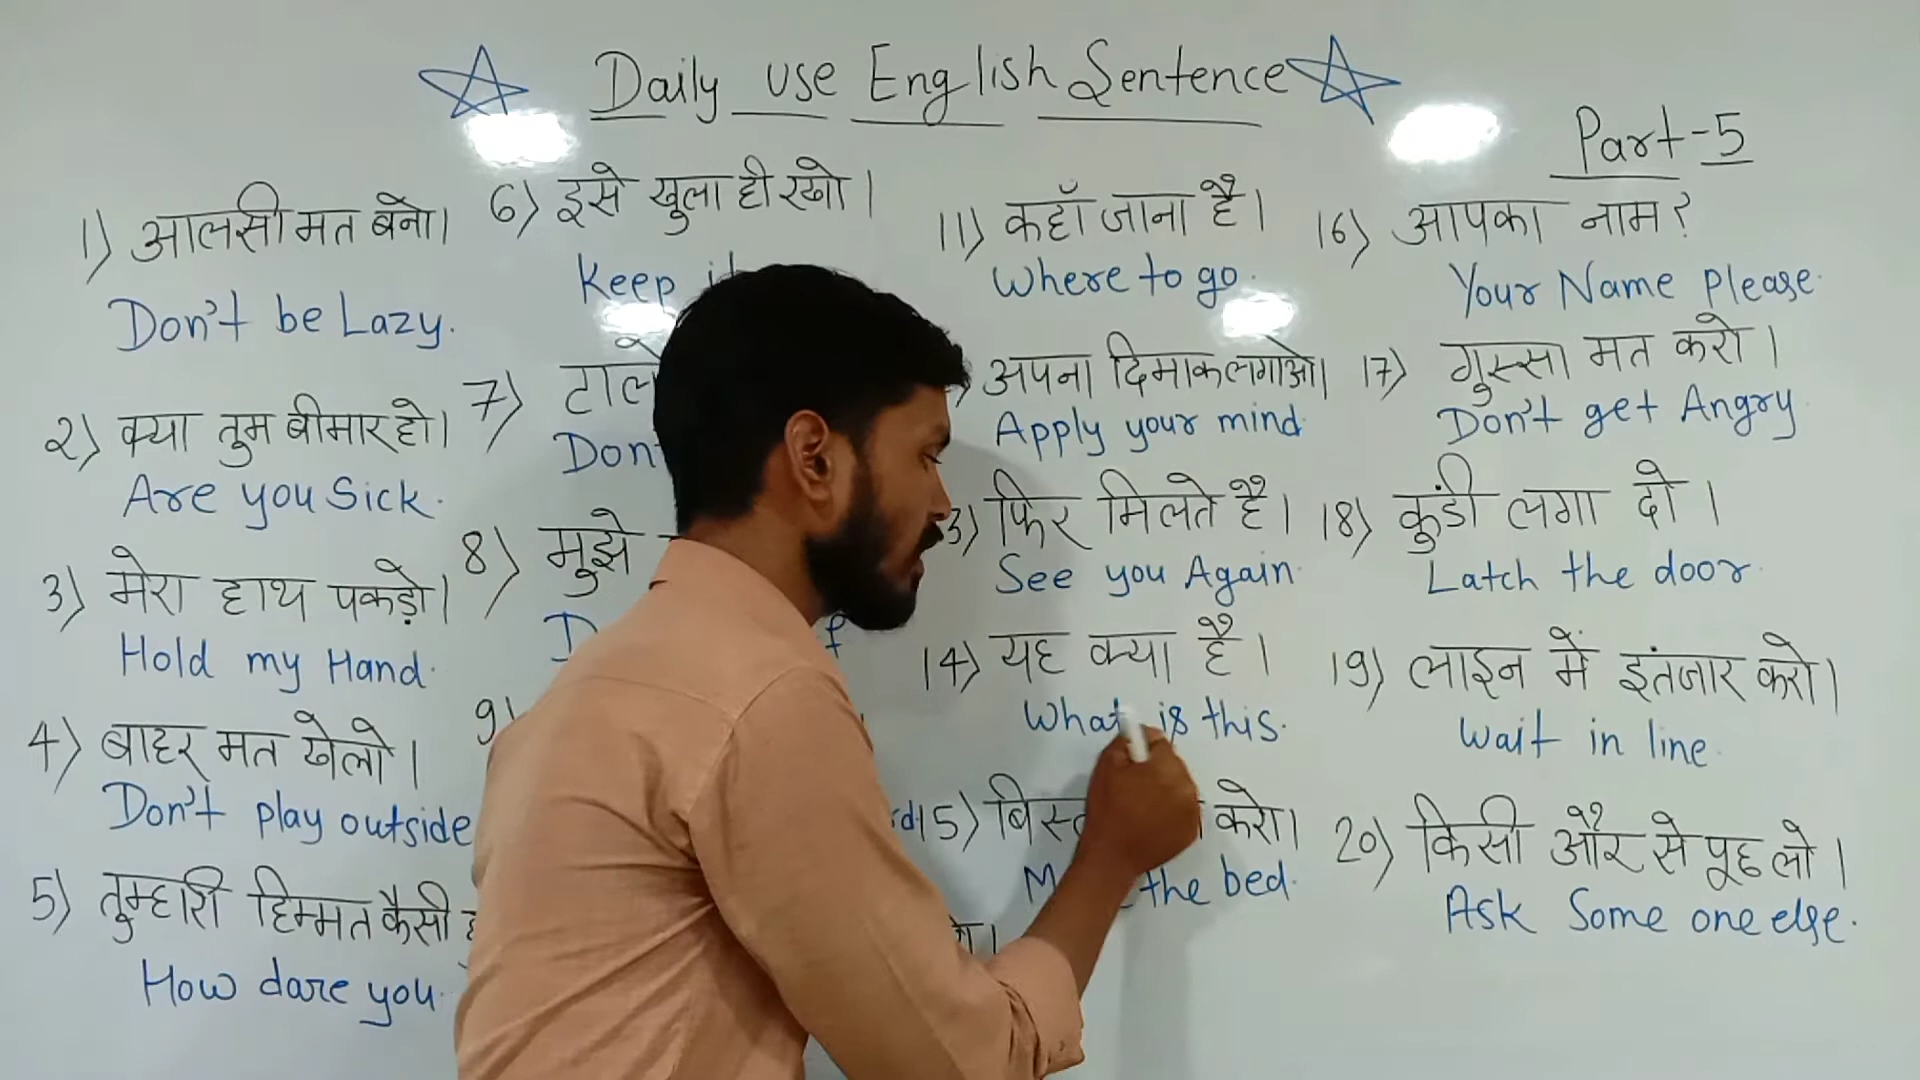 Daily use English Sentence
Part-5
1) आलसी मत बनो।
Don't be Lazy.
2) क्या तुम बीमार हो।
Are you Sick.
3) मेरा हाथ पकड़ो।
Hold my Hand.
4) बाहर मत खेलो।
Don't play outside
5) तुम्हारी हिम्मत कैसी
How dare you.
6) इसे खुला ही रखो।
Keep
7)
8) मुझे
9)
11) कहाँ जाना है।
Where to go.
अपना दिमाक लगाओ।
Apply your mind
3) फिर मिलते है।
See you Again.
14) यह क्या है।
What is this.
15) करो।
the bed.
16) आपका नाम?
Your Name please.
17) गुस्सा मत करो।
Don't get Angry
18) कुंडी लगा दो।
Latch the door.
19) लाइन में इंतजार करो।
Wait in line.
20) किसी और से पूछ लो।
Ask Some one else.